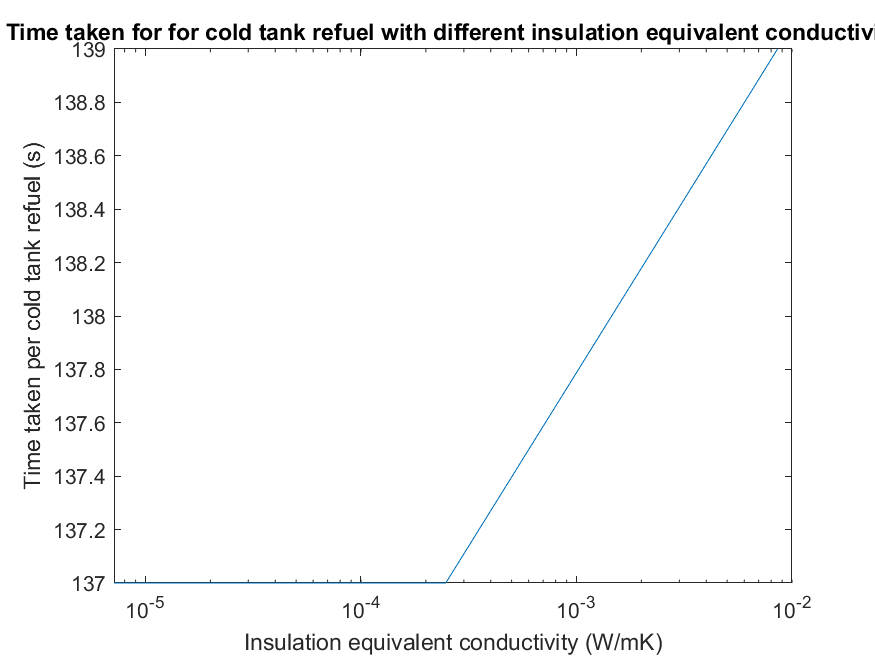 Time taken for for cold tank refuel with different insulation equivalent conductivi
139
138.8
138.6
138.4
138.2
138
137.8
137.6
137.4
137.2
137
Time taken per cold tank refuel (s)
10-5 10-4 10-3 10-2
Insulation equivalent conductivity (W/mK)